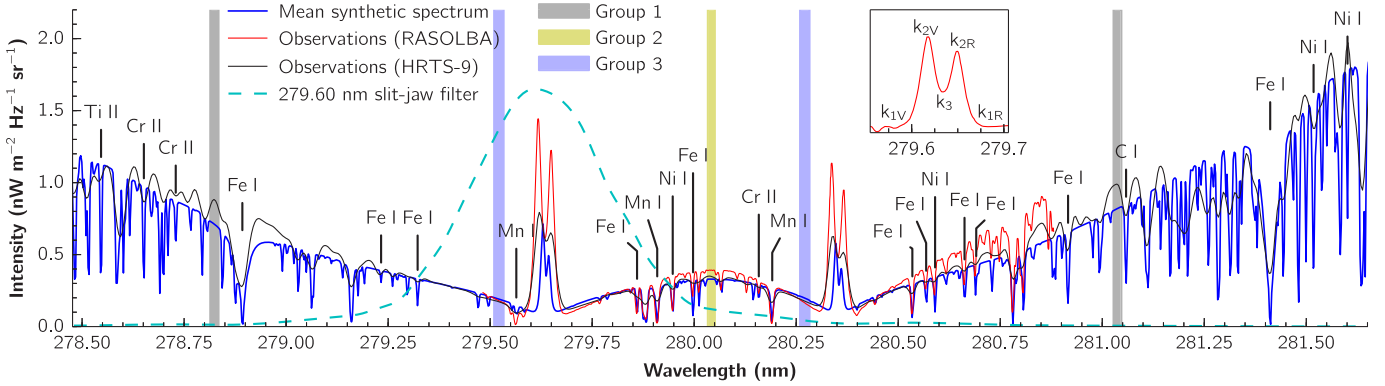 Mean synthetic spectrum
Observations (RASOLBA)
Observations (HRTS-9)
279.60 nm slit-jaw filter
Group 1
Group 2
Group 3
k2V
k2R
k3
k1V
k1R
279.6
279.7
Ti II
Cr II
Cr II
Fe I
Fe I
Fe I
Mn I
Fe I
Mn I
Ni I
Fe I
Cr II
Mn I
Fe I
Fe I
Ni I
Fe I
Fe I
Fe I
C I
Fe I
Ni I
Ni I
Intensity (nW m−2 Hz−1 sr−1)
2.0
1.5
1.0
0.5
0.0
278.50
278.75
279.00
279.25
279.50
279.75
280.00
280.25
280.50
280.75
281.00
281.25
281.50
Wavelength (nm)